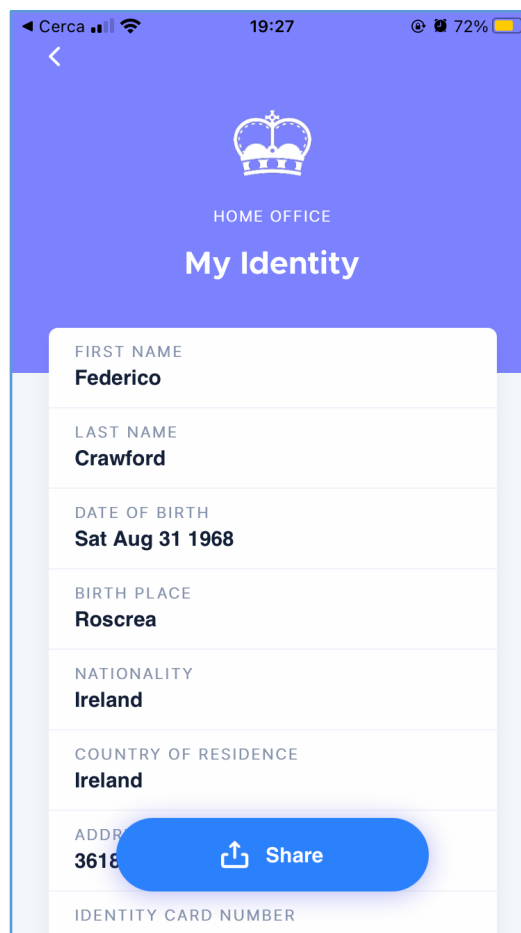 ◀ Cerca 19:27 72%
HOME OFFICE
My Identity
FIRST NAME
Federico
LAST NAME
Crawford
DATE OF BIRTH
Sat Aug 31 1968
BIRTH PLACE
Roscrea
NATIONALITY
Ireland
COUNTRY OF RESIDENCE
Ireland
ADDR
3618
Share
IDENTITY CARD NUMBER